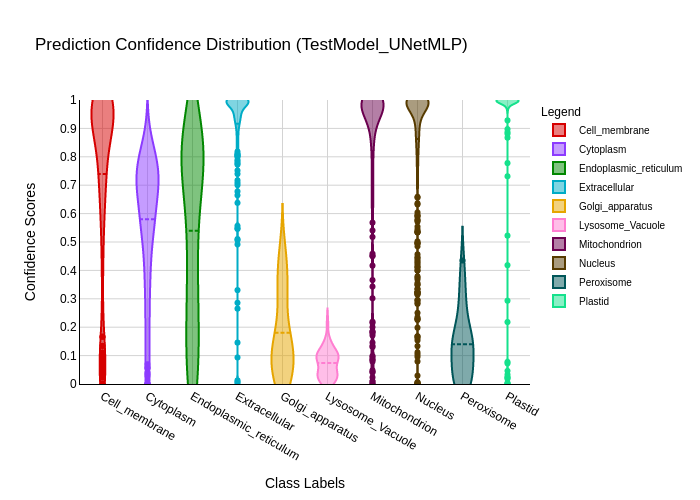 Prediction Confidence Distribution (TestModel_UNetMLP)
Confidence Scores
1
0.9
0.8
0.7
0.6
0.5
0.4
0.3
0.2
0.1
0
Cell_membrane
Cytoplasm
Endoplasmic_reticulum
Extracellular
Golgi_apparatus
Lysosome_Vacuole
Mitochondrion
Nucleus
Peroxisome
Plastid
Class Labels
Legend
Cell_membrane
Cytoplasm
Endoplasmic_reticulum
Extracellular
Golgi_apparatus
Lysosome_Vacuole
Mitochondrion
Nucleus
Peroxisome
Plastid